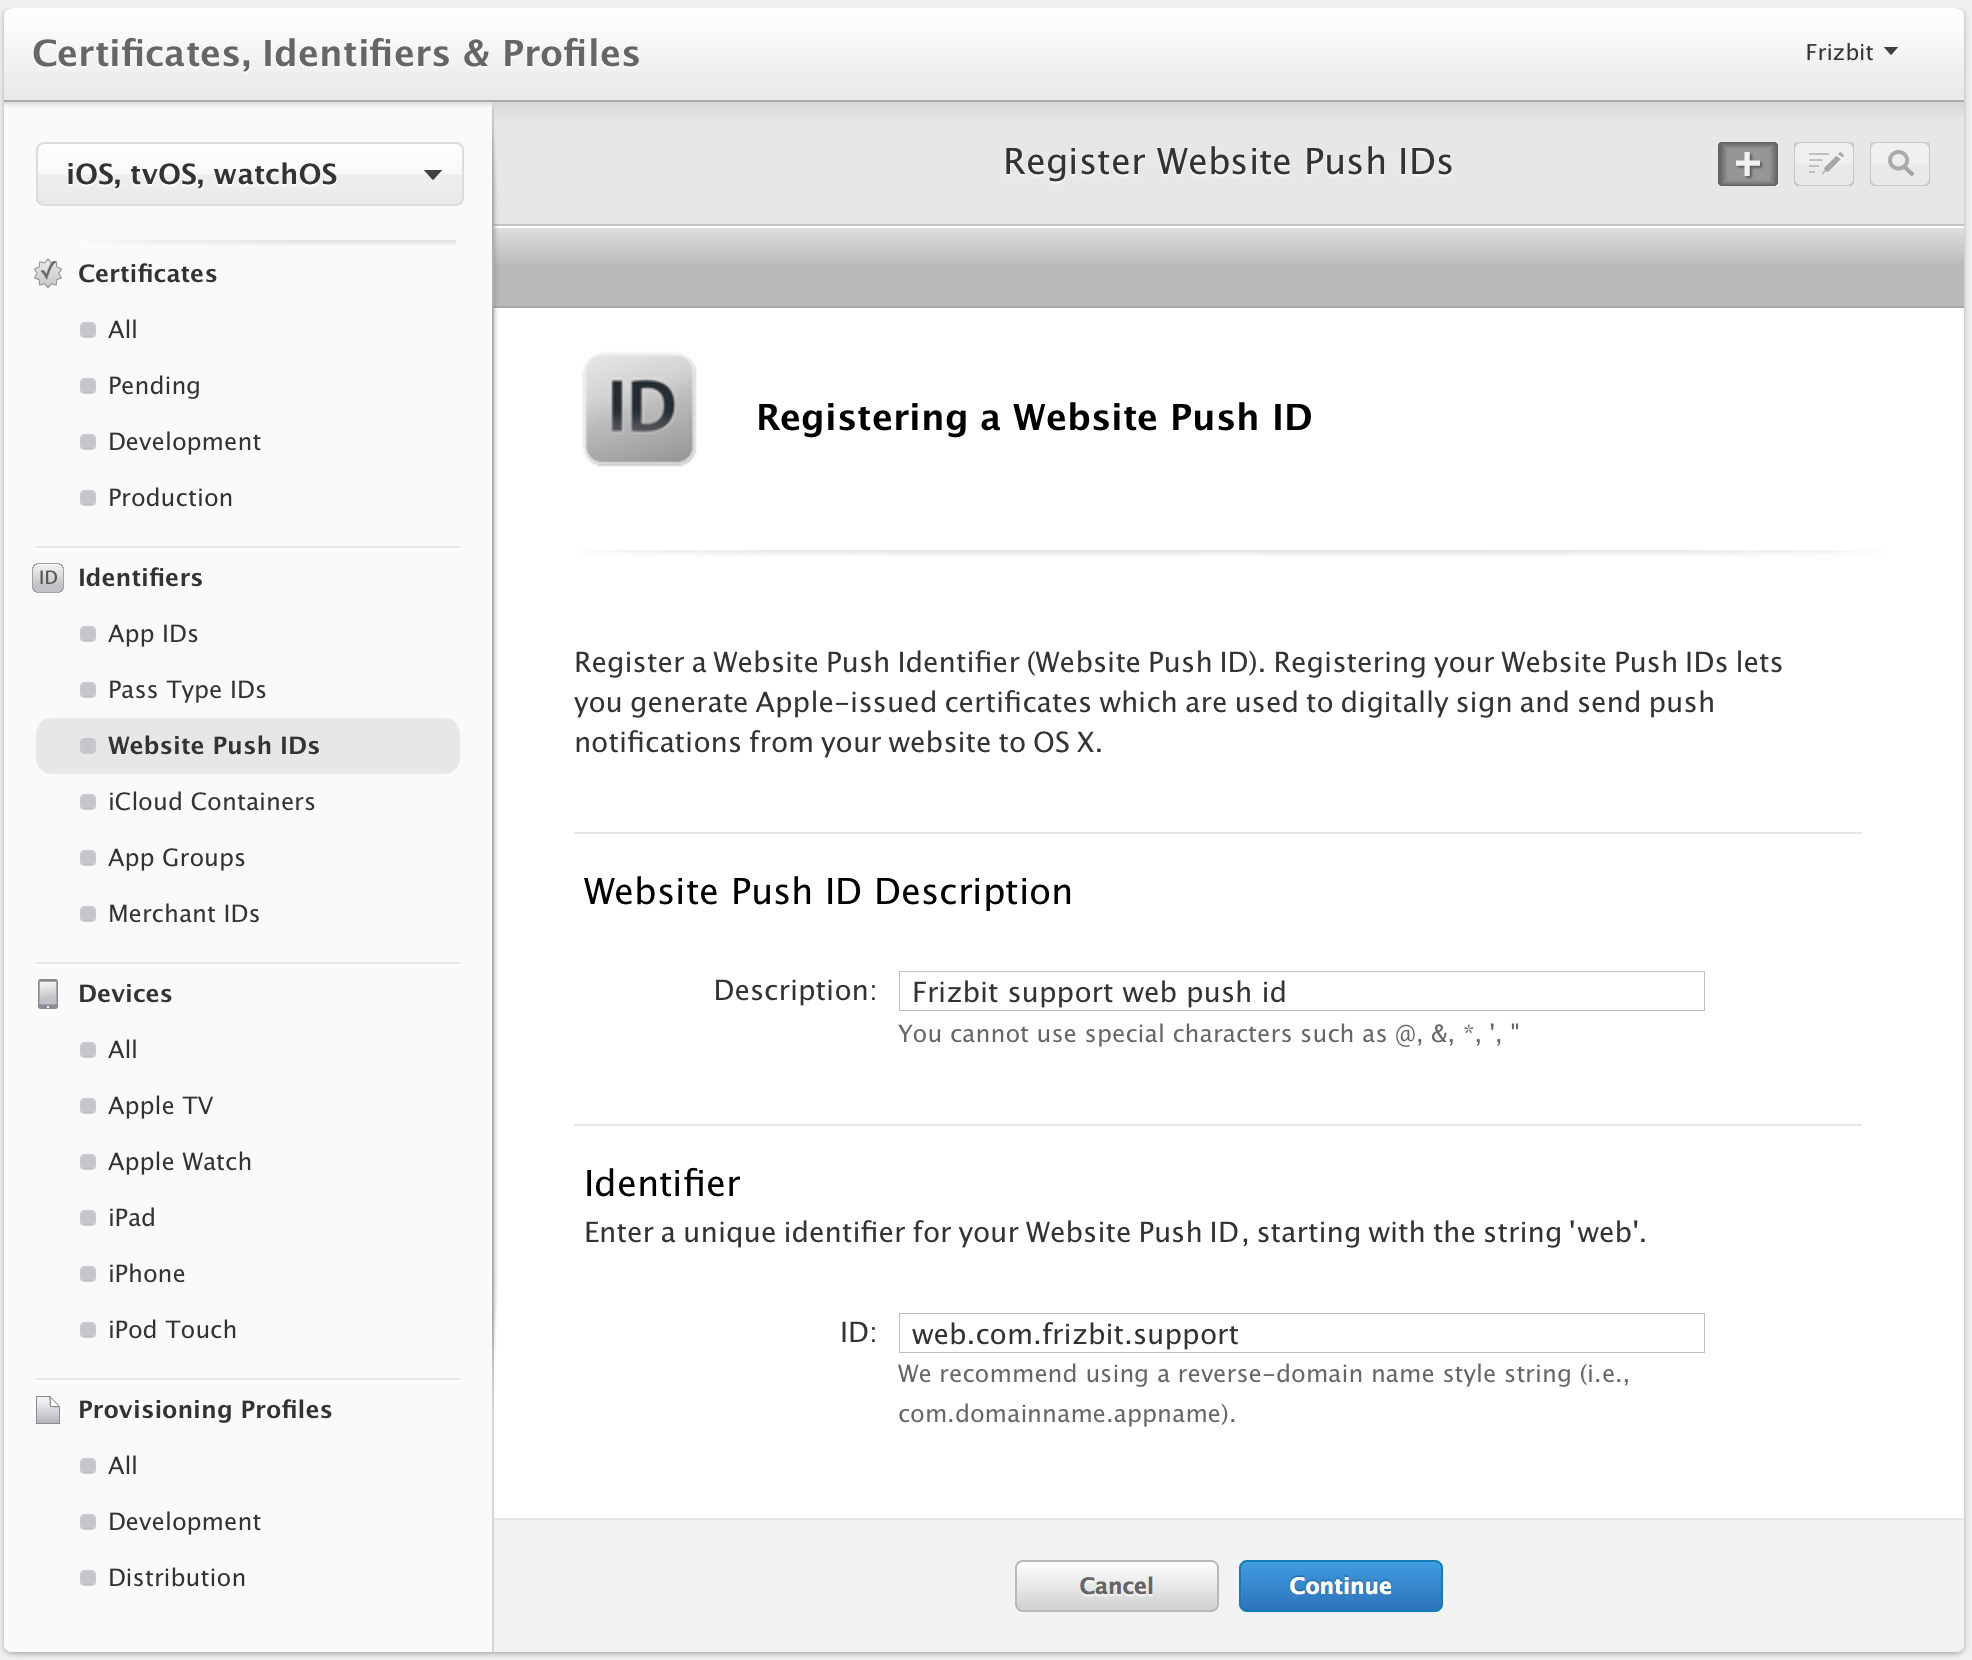 Certificates, Identifiers & Profiles
Frizbit
iOS, tvOS, watchOS
Register Website Push IDs
Certificates
All
Pending
Development
Production
ID
Identifiers
App IDs
Pass Type IDs
Website Push IDs
iCloud Containers
App Groups
Merchant IDs
Devices
All
Apple TV
Apple Watch
iPad
iPhone
iPod Touch
Provisioning Profiles
All
Development
Distribution
ID
Registering a Website Push ID
Register a Website Push Identifier (Website Push ID). Registering your Website Push IDs lets
you generate Apple-issued certificates which are used to digitally sign and send push
notifications from your website to OS X.
Website Push ID Description
Description: Frizbit support web push id
You cannot use special characters such as @, &, *, ', "
Identifier
Enter a unique identifier for your Website Push ID, starting with the string 'web'.
ID: web.com.frizbit.support
We recommend using a reverse-domain name style string (i.e.,
com.domainname.appname).
Cancel
Continue